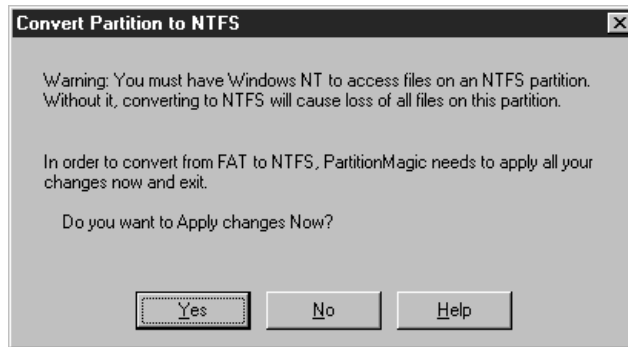 Convert Partition to NTFS
Warning: You must have Windows NT to access files on an NTFS partition.
Without it, converting to NTFS will cause loss of all files on this partition.
In order to convert from FAT to NTFS, PartitionMagic needs to apply all your
changes now and exit.
Do you want to Apply changes Now?
Yes No Help